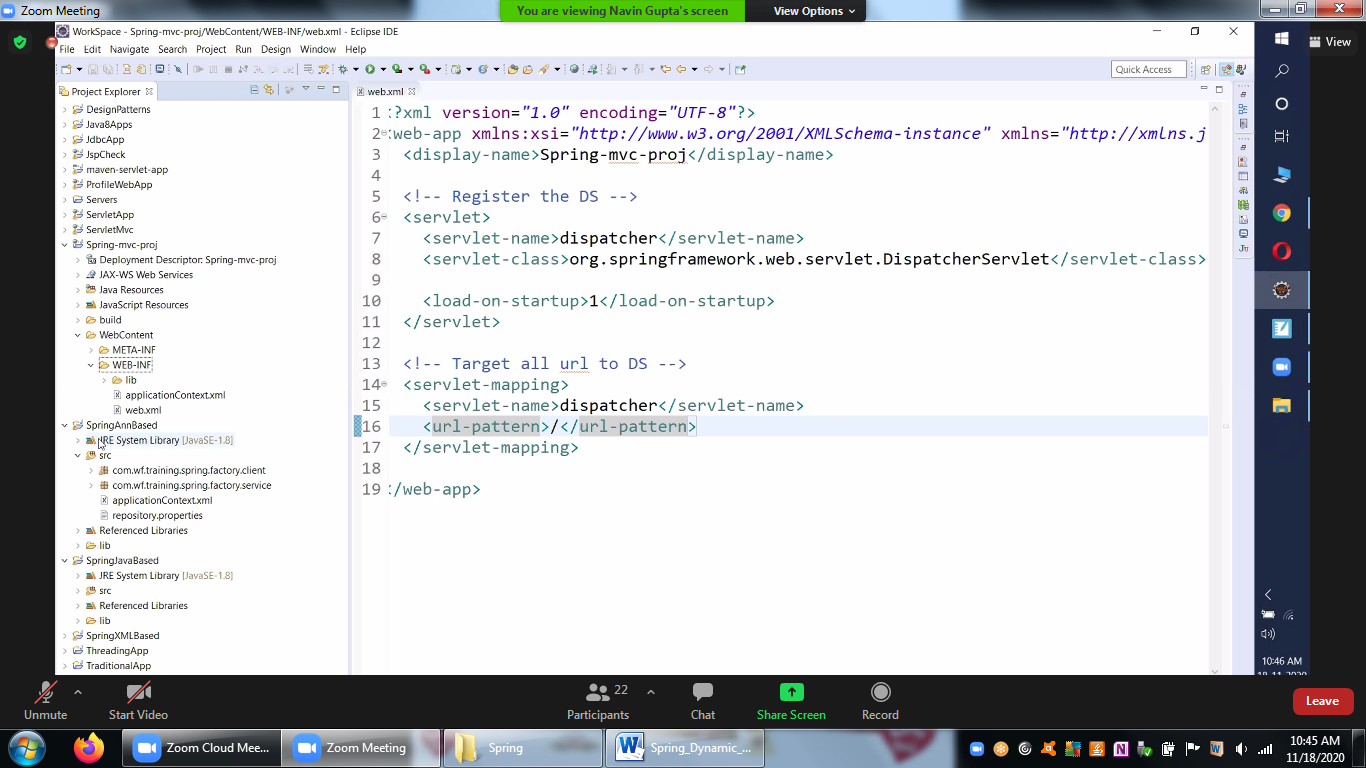 Zoom Meeting
You are viewing Navin Gupta's screen
View Options
WorkSpace - Spring-mvc-proj/WebContent/WEB-INF/web.xml - Eclipse IDE
File Edit Navigate Search Project Run Design Window Help
View
Quick Access
Project Explorer
DesignPatterns
Java8Apps
JdbcApp
JspCheck
maven-servlet-app
ProfileWebApp
Servers
ServletApp
ServletMvc
Spring-mvc-proj
Deployment Descriptor: Spring-mvc-proj
JAX-WS Web Services
Java Resources
JavaScript Resources
build
WebContent
META-INF
WEB-INF
lib
applicationContext.xml
web.xml
SpringAnnBased
JRE System Library [JavaSE-1.8]
src
com.wf.training.spring.factory.client
com.wf.training.spring.factory.service
applicationContext.xml
repository.properties
Referenced Libraries
lib
SpringJavaBased
JRE System Library [JavaSE-1.8]
src
Referenced Libraries
lib
SpringXMLBased
ThreadingApp
TraditionalApp
web.xml
1 ?xml version="1.0" encoding="UTF-8"?>
2 web-app xmlns:xsi="http://www.w3.org/2001/XMLSchema-instance" xmlns="http://xmlns.j
3 <display-name>Spring-mvc-proj</display-name>
4
5 <!-- Register the DS -->
6 <servlet>
7 <servlet-name>dispatcher</servlet-name>
8 <servlet-class>org.springframework.web.servlet.DispatcherServlet</servlet-class>
9
10 <load-on-startup>1</load-on-startup>
11 </servlet>
12
13 <!-- Target all url to DS -->
14 <servlet-mapping>
15 <servlet-name>dispatcher</servlet-name>
16 <url-pattern>/</url-pattern>
17 </servlet-mapping>
18
19 /web-app>
10:46 AM
Unmute
Start Video
22
Participants
Chat
Share Screen
Record
Leave
Zoom Cloud Mee...
Zoom Meeting
Spring
Spring_Dynamic_...
10:45 AM
11/18/2020